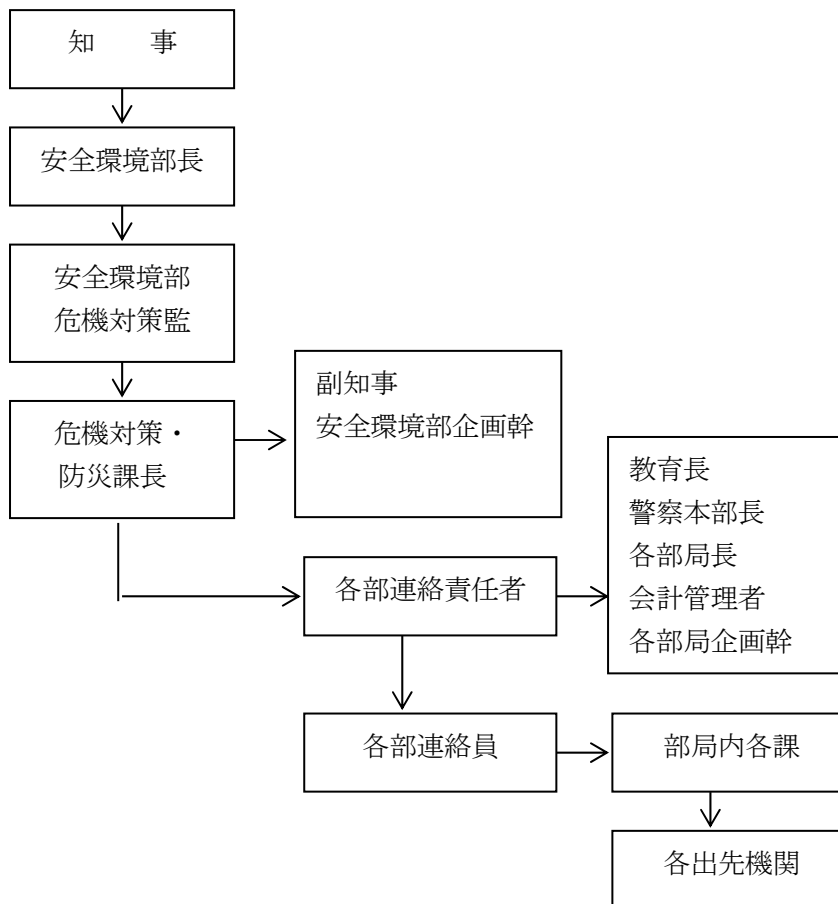 知　　事
安全環境部長
安全環境部
危機対策監
危機対策・
防災課長
副知事
安全環境部企画幹
教育長
警察本部長
各部局長
会計管理者
各部局企画幹
各部連絡責任者
各部連絡員
部局内各課
各出先機関